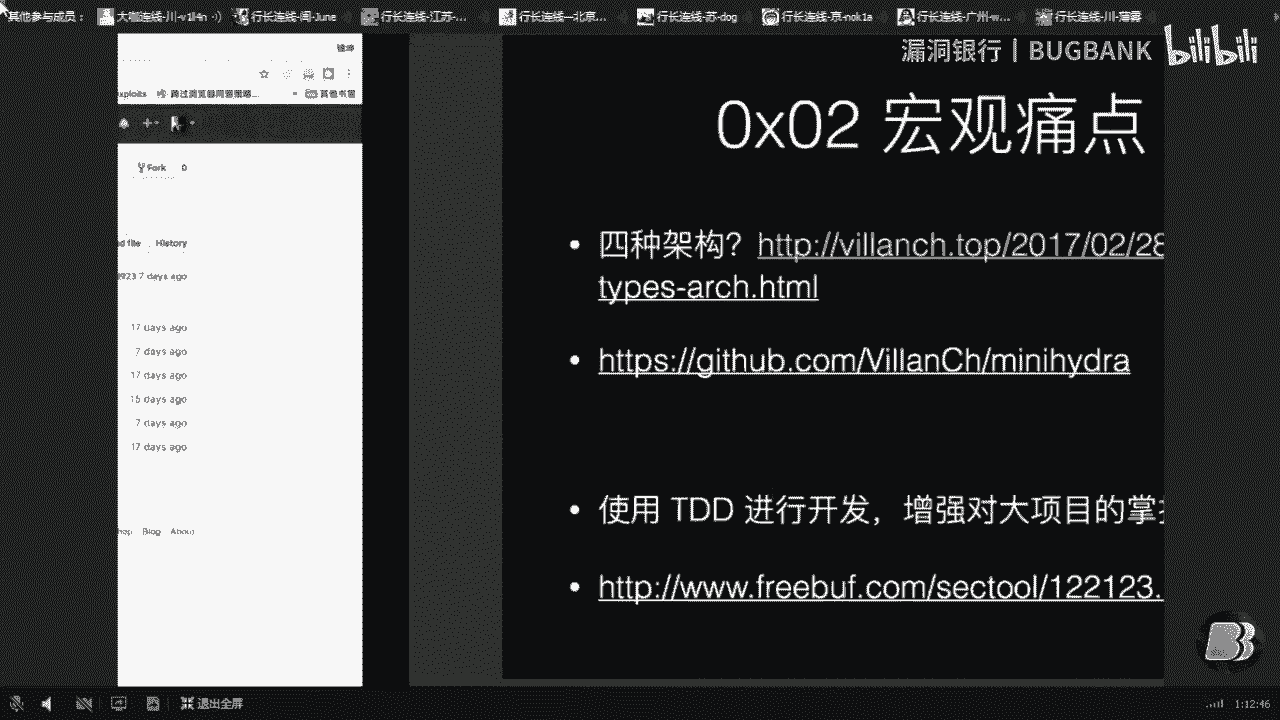 其他参与成员： 大咖连线-川-v1ll4n 行长连线-闽-June 行长连线-江苏-... 行长连线—北京... 行长连线-苏-dog 行长连线-京-nok1a 行长连线-广州-w... 行长连线-川-
漏洞银行 | BUGBANK bilibili
xploits 跨过浏览器同源策略... 其他书签
Fork 0
History
7 days ago
17 days ago
7 days ago
17 days ago
15 days ago
7 days ago
17 days ago
hop Blog About
0x02 宏观痛点
四种架构？http://villanch.top/2017/02/28
types-arch.html
https://github.com/VillanCh/minihydra
使用 TDD 进行开发，增强对大项目的掌
http://www.freebuf.com/sectool/122123.
退出全屏 1:12:46